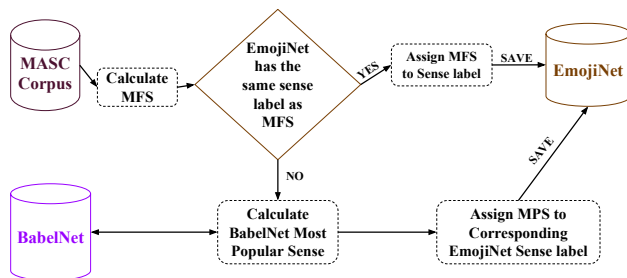 MASC
Corpus
Calculate
MFS
EmojiNet
has the
same sense
label as
MFS
YES
Assign MFS
to Sense label
SAVE
EmojiNet
NO
SAVE
BabelNet
Calculate
BabelNet Most
Popular Sense
Assign MPS to
Corresponding
EmojiNet Sense label